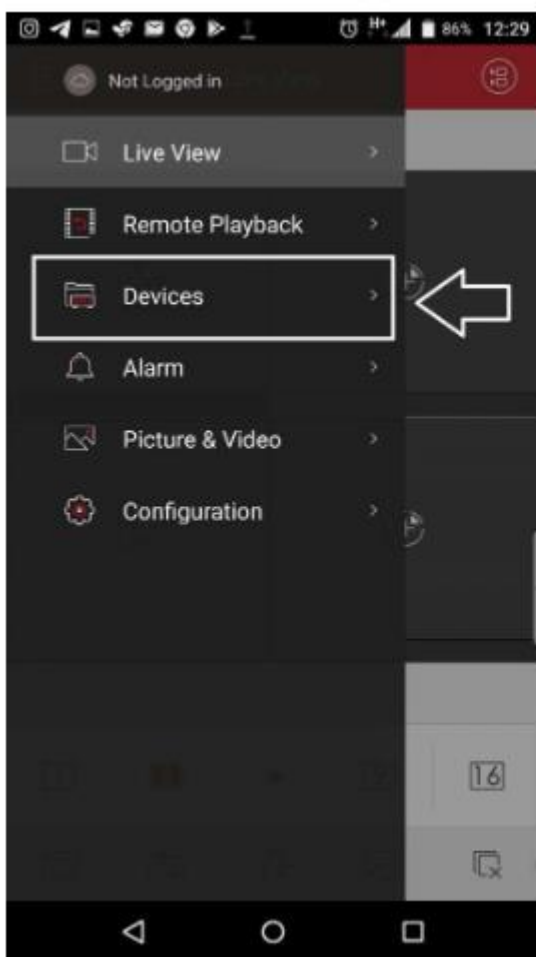 H+ 86% 12:29
Not Logged in
Live View
Remote Playback
Devices
Alarm
Picture & Video
Configuration
16